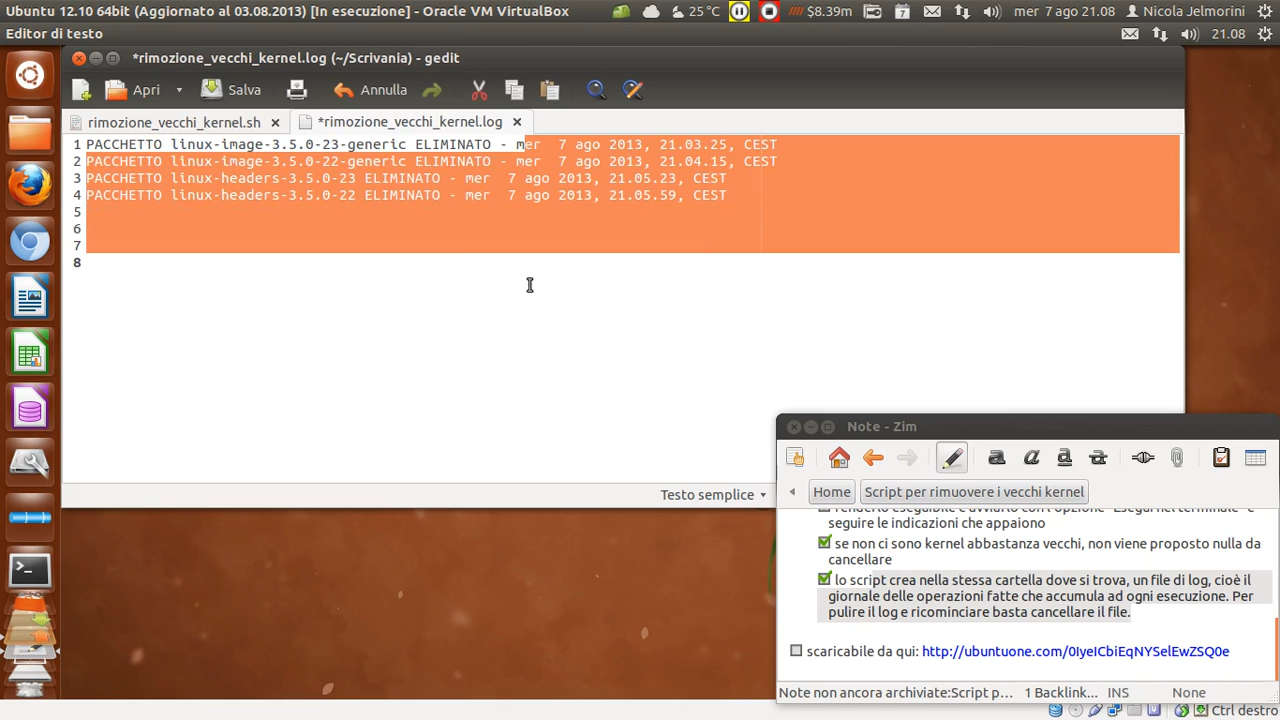 Ubuntu 12.10 64bit (Aggiornato al 03.08.2013) [In esecuzione] - Oracle VM VirtualBox
25°C
$8.39m
7
mer 7 ago 21.08
Nicola Jelmorini
Editor di testo
21.08
*rimozione_vecchi_kernel.log (~/Scrivania) - gedit
Apri
Salva
Annulla
rimozione_vecchi_kernel.sh
*rimozione_vecchi_kernel.log
1 PACCHETTO linux-image-3.5.0-23-generic ELIMINATO - mer  7 ago 2013, 21.03.25, CEST
2 PACCHETTO linux-image-3.5.0-22-generic ELIMINATO - mer  7 ago 2013, 21.04.15, CEST
3 PACCHETTO linux-headers-3.5.0-23 ELIMINATO - mer  7 ago 2013, 21.05.23, CEST
4 PACCHETTO linux-headers-3.5.0-22 ELIMINATO - mer  7 ago 2013, 21.05.59, CEST
5
6
7
8
Testo semplice
Note - Zim
a a a a
Home
Script per rimuovere i vecchi kernel
renderlo eseguibile e avviarlo con l'opzione "Esegui nel terminale" e
seguire le indicazioni che appaiono
se non ci sono kernel abbastanza vecchi, non viene proposto nulla da
cancellare
lo script crea nella stessa cartella dove si trova, un file di log, cioè il
giornale delle operazioni fatte che accumula ad ogni esecuzione. Per
pulire il log e ricominciare basta cancellare il file.
scaricabile da qui: http://ubuntuone.com/0IyeICbiEqNYSelEwZSQ0e
Note non ancora archiviate:Script p...
1 Backlink...
INS
None
Ctrl destro